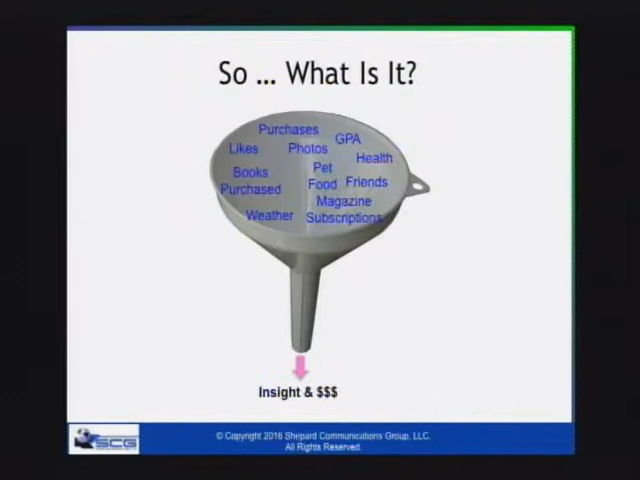 So ... What Is It?
Purchases
GPA
Likes
Photos
Health
Books
Purchased
Pet
Food
Friends
Magazine
Subscriptions
Weather
Insight & $$$
SCG
© Copyright 2016 Shepard Communications Group, LLC.
All Rights Reserved.